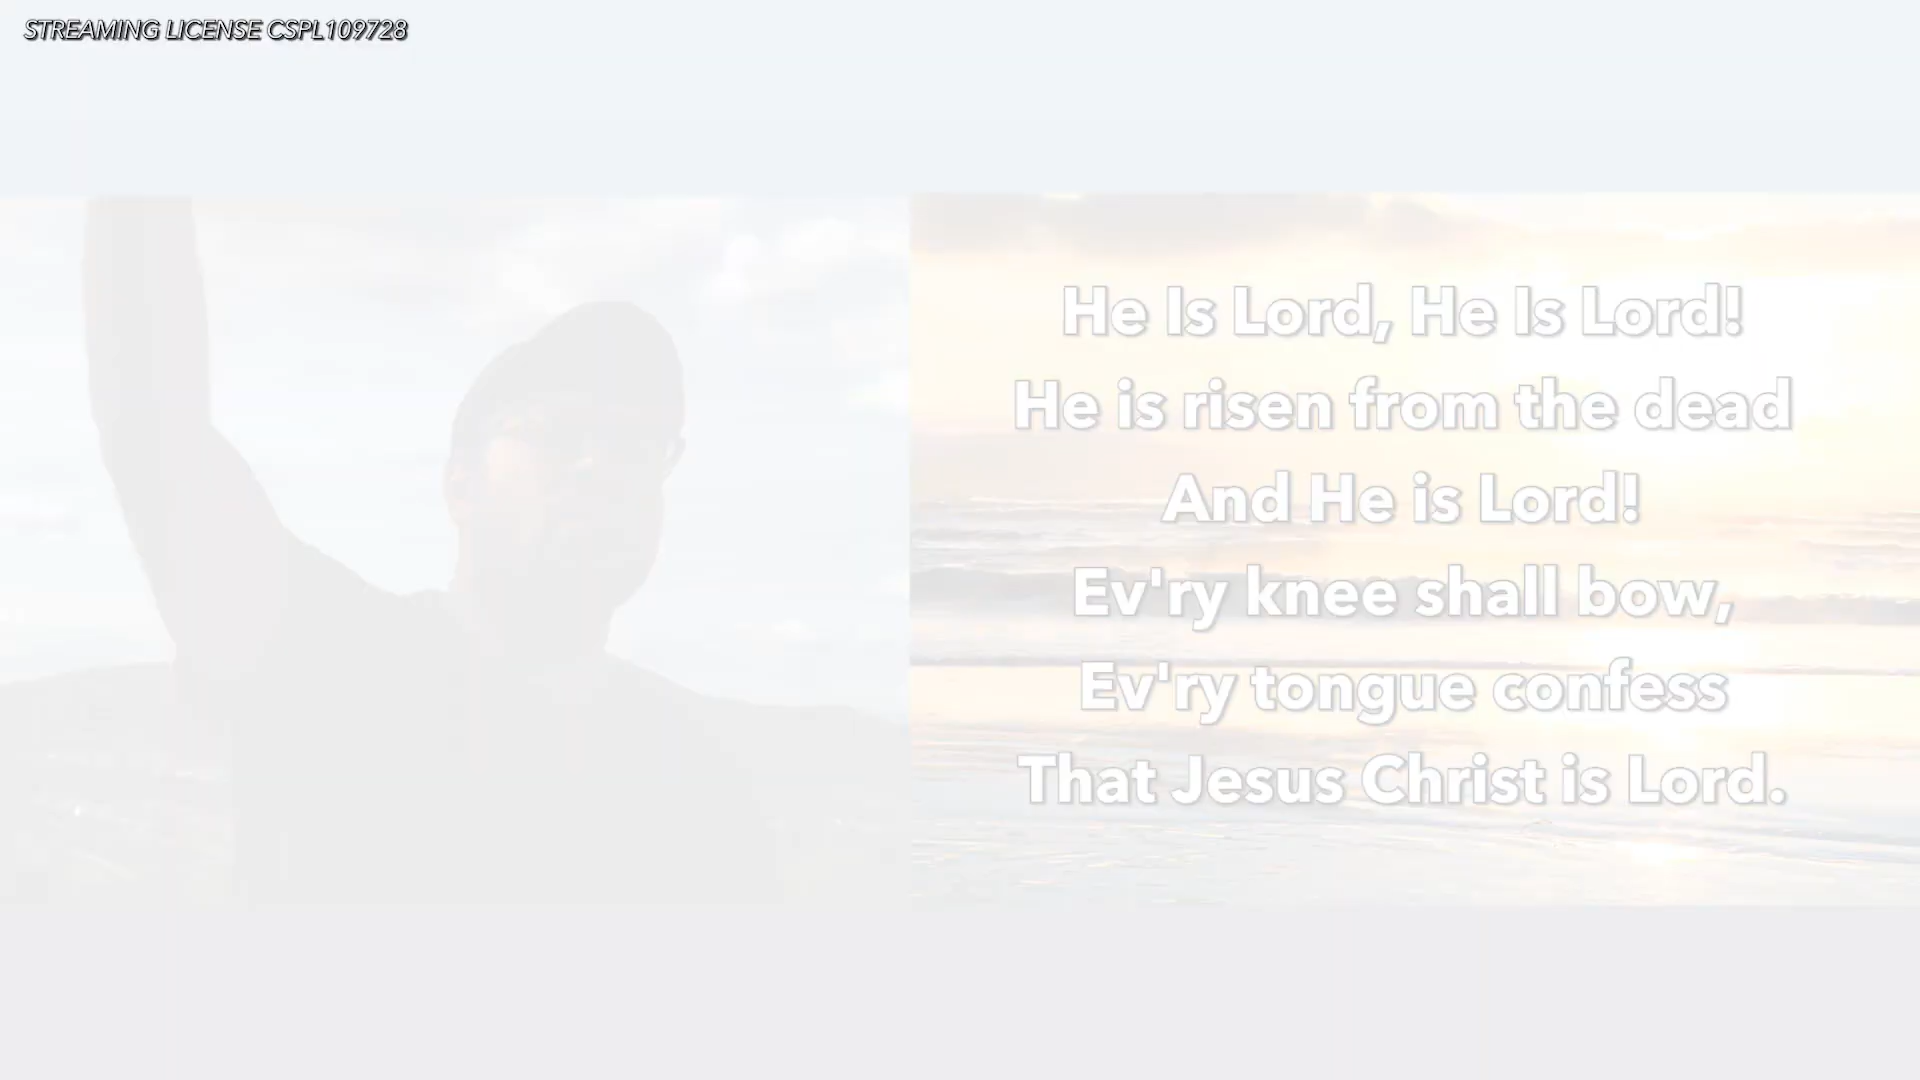 STREAMING LICENSE CSPL109728
He Is Lord, He Is Lord!
He is risen from the dead
And He is Lord!
Ev'ry knee shall bow,
Ev'ry tongue confess
That Jesus Christ is Lord.